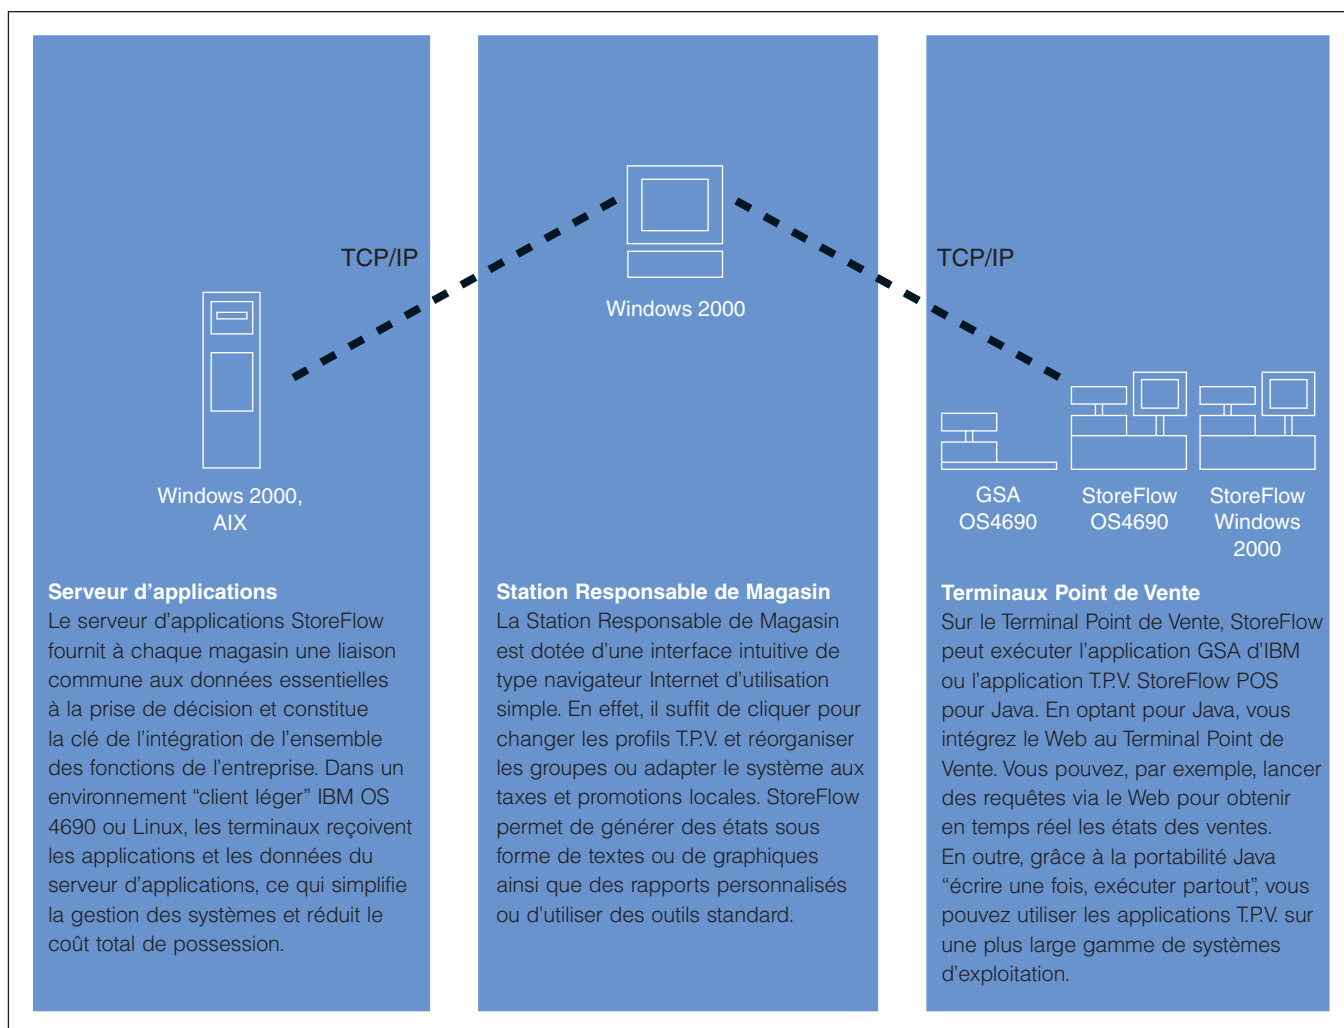 TCP/IP
Windows 2000,
AIX
Serveur d’applications
Le serveur d’applications StoreFlow
fournit à chaque magasin une liaison
commune aux données essentielles
à la prise de décision et constitue
la clé de l’intégration de l’ensemble
des fonctions de l’entreprise. Dans un
environnement “client léger” IBM OS
4690 ou Linux, les terminaux reçoivent
les applications et les données du
serveur d’applications, ce qui simplifie
la gestion des systèmes et réduit le
coût total de possession.
Windows 2000
Station Responsable de Magasin
La Station Responsable de Magasin
est dotée d’une interface intuitive de
type navigateur Internet d’utilisation
simple. En effet, il suffit de cliquer pour
changer les profils T.P.V. et réorganiser
les groupes ou adapter le système aux
taxes et promotions locales. StoreFlow
permet de générer des états sous
forme de textes ou de graphiques
ainsi que des rapports personnalisés
ou d’utiliser des outils standard.
TCP/IP
GSA
OS4690
StoreFlow
OS4690
StoreFlow
Windows
2000
Terminaux Point de Vente
Sur le Terminal Point de Vente, StoreFlow
peut exécuter l’application GSA d’IBM
ou l’application T.P.V. StoreFlow POS
pour Java. En optant pour Java, vous
intégrez le Web au Terminal Point de
Vente. Vous pouvez, par exemple, lancer
des requêtes via le Web pour obtenir
en temps réel les états des ventes.
En outre, grâce à la portabilité Java
“écrire une fois, exécuter partout”, vous
pouvez utiliser les applications T.P.V. sur
une plus large gamme de systèmes
d’exploitation.